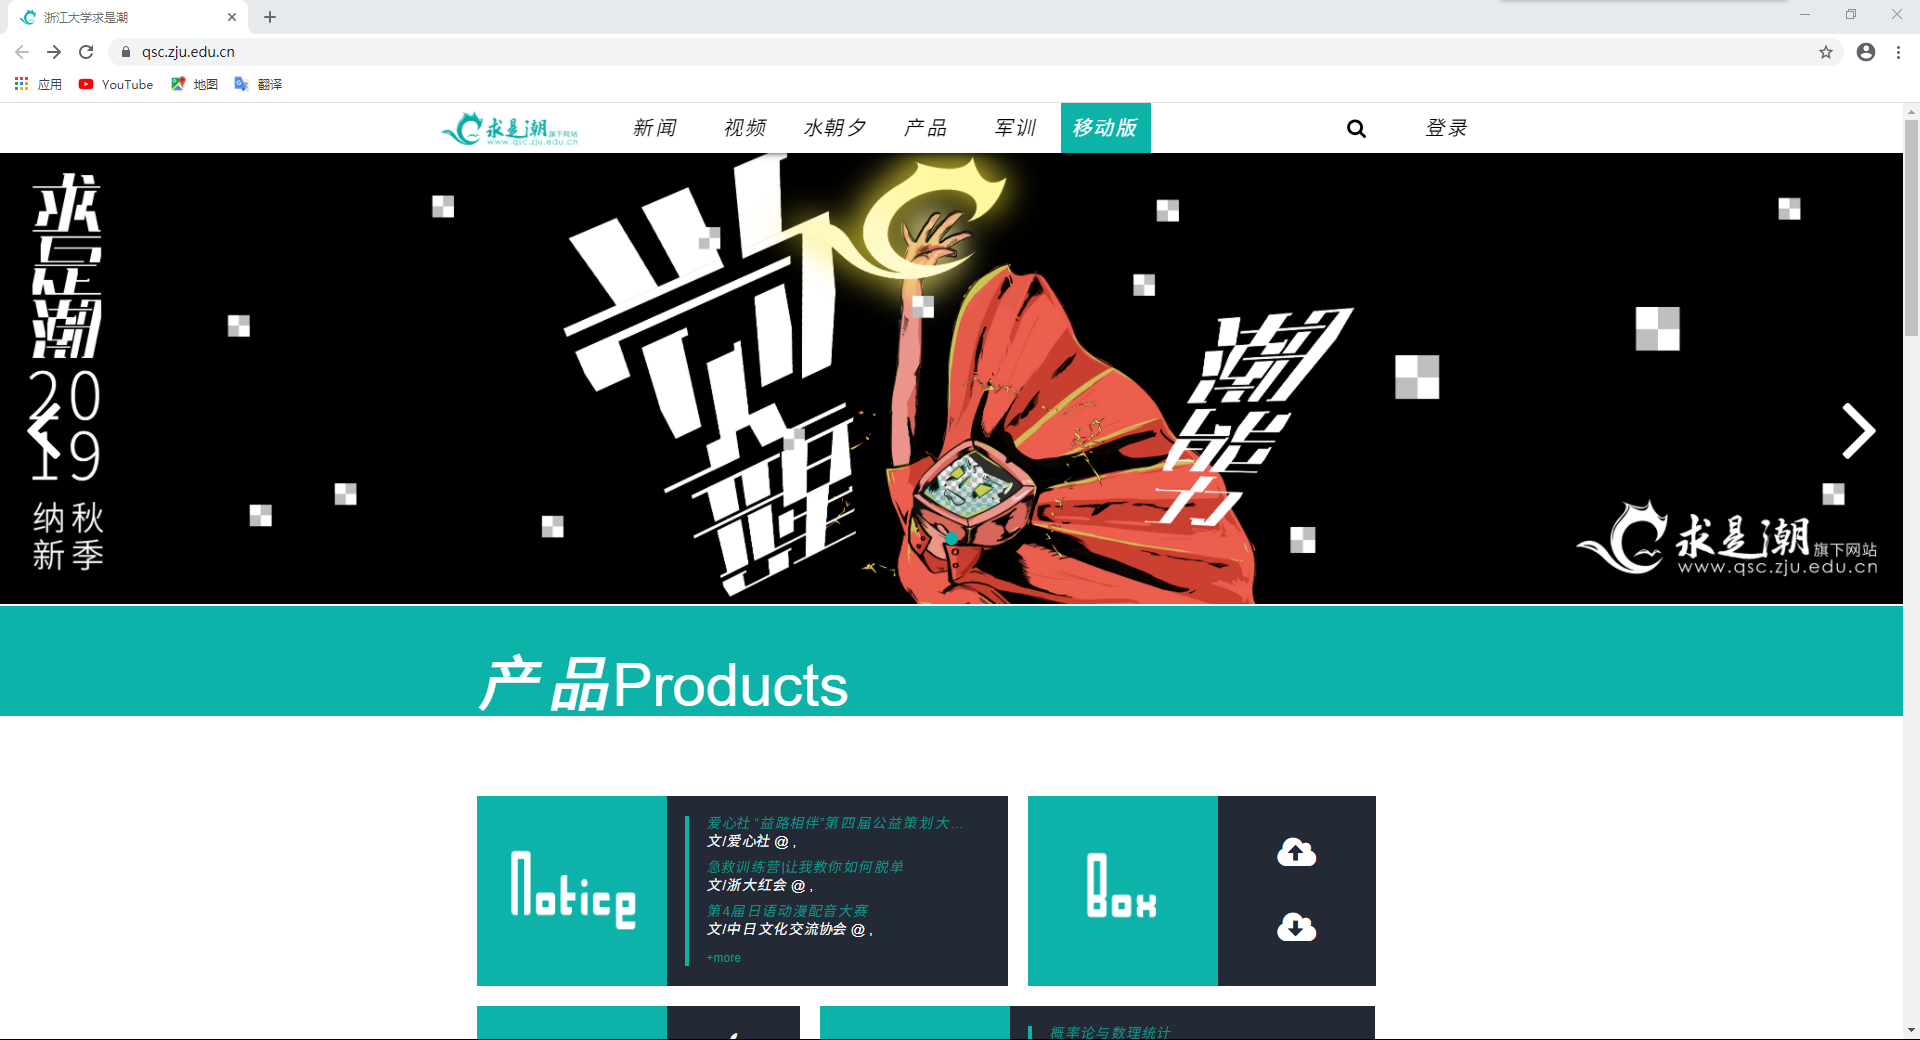 浙江大学求是潮
qsc.zju.edu.cn
应用
YouTube
地图
翻译
求是潮旗下网站
www.qsc.zju.edu.cn
新闻
视频
水朝夕
产品
军训
移动版
登录
求是潮
2019
纳新
秋季
觉醒
潮能力
求是潮旗下网站
www.qsc.zju.edu.cn
产品Products
Notice
爱心社 “益路相伴”第四届公益策划大...
文/爱心社 @ ,
急救训练营|让我教你如何脱单
文/浙大红会 @ ,
第4届日语动漫配音大赛
文/中日文化交流协会 @ ,
+more
Box
概率论与数理统计